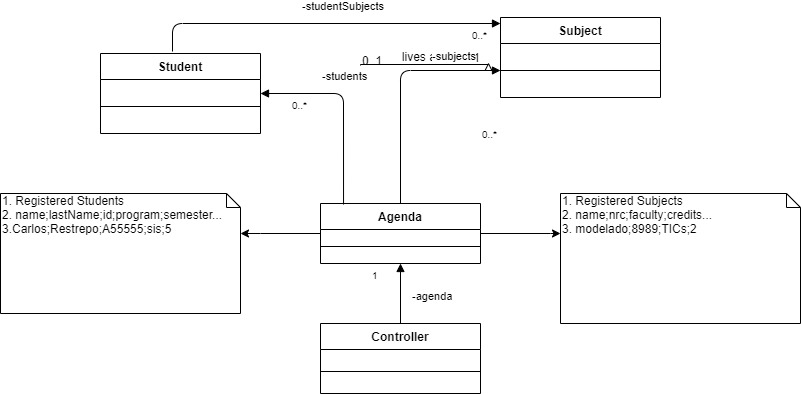 -studentSubjects
0..*
Subject
Student
0 1
lives
-subjects
-students
0..*
0..*
1. Registered Students
2. name;lastName;id;program;semester...
3.Carlos;Restrepo;A55555;sis;5
Agenda
1. Registered Subjects
2. name;nrc;faculty;credits...
3. modelado;8989;TICs;2
1
-agenda
Controller